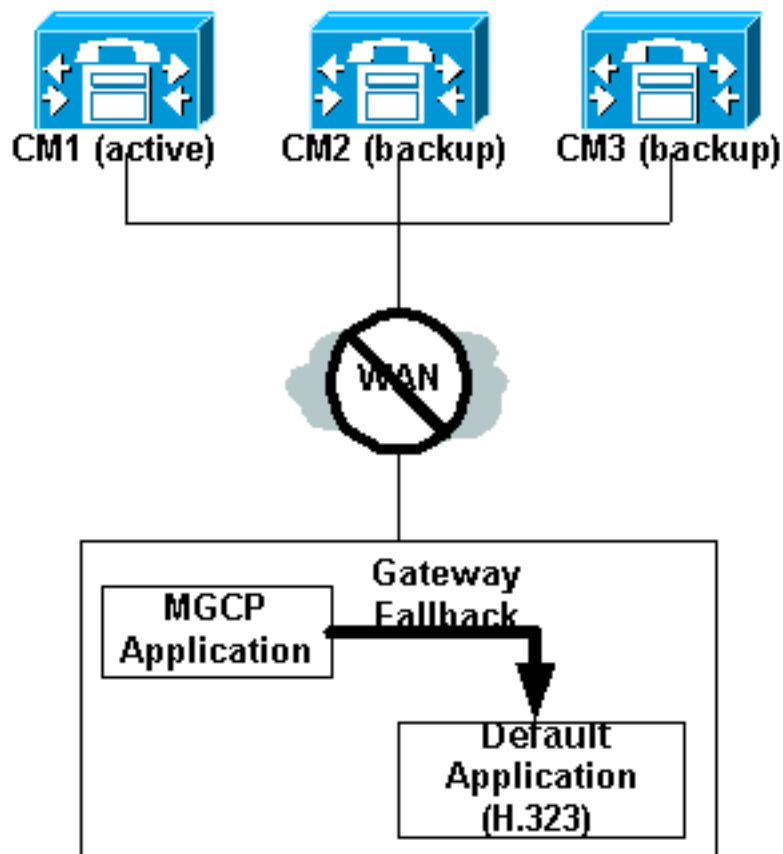 CM1 (active)
CM2 (backup)
CM3 (backup)
WAN
Gateway
Fallback
MGCP
Application
Default
Application
(H.323)